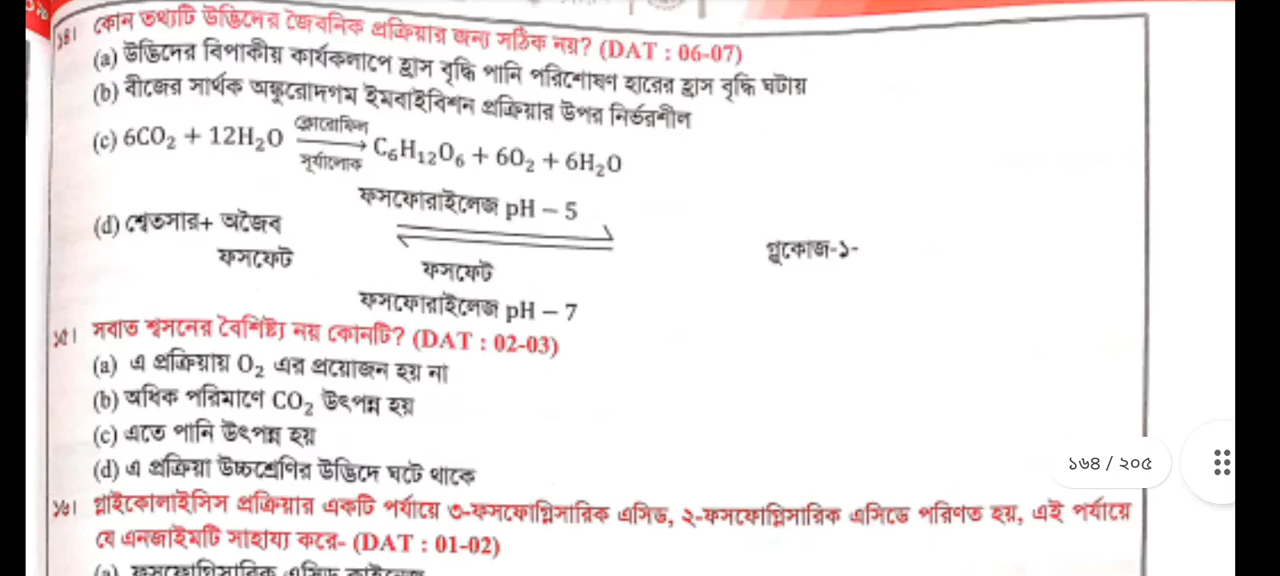 ১৪। কোন তথ্যটি উদ্ভিদের জৈবনিক প্রক্রিয়ার জন্য সঠিক নয়? (DAT : 06-07)
(a) উদ্ভিদের বিপাকীয় কার্যকলাপে হ্রাস বৃদ্ধি পানি পরিশোষণ হারের হ্রাস বৃদ্ধি ঘটায়
(b) বীজের সার্থক অঙ্কুরোদগম ইমবাইবিশন প্রক্রিয়ার উপর নির্ভরশীল
ক্লোরোফিল
(c) 6CO₂ + 12H₂O ⟶ C₆H₁₂O₆ + 6O₂ + 6H₂O
সূর্যালোক
ফসফোরাইলেজ pH – 5
(d) শ্বেতসার+ অজৈব
ফসফেট
গ্লুকোজ-১-
ফসফেট
ফসফোরাইলেজ pH – 7
১৫। সবাত শ্বসনের বৈশিষ্ট্য নয় কোনটি? (DAT : 02-03)
(a) এ প্রক্রিয়ায় O₂ এর প্রয়োজন হয় না
(b) অধিক পরিমাণে CO₂ উৎপন্ন হয়
(c) এতে পানি উৎপন্ন হয়
(d) এ প্রক্রিয়া উচ্চশ্রেণির উদ্ভিদে ঘটে থাকে
১৬৪ / ২০৫
১৬। গ্লাইকোলাইসিস প্রক্রিয়ার একটি পর্যায়ে ৩-ফসফোগ্লিসারিক এসিড, ২-ফসফোগ্লিসারিক এসিডে পরিণত হয়, এই পর্যায়ে
যে এনজাইমটি সাহায্য করে- (DAT : 01-02)
(a) ফসফোগ্লিসারিক এসিড কাইনেজ